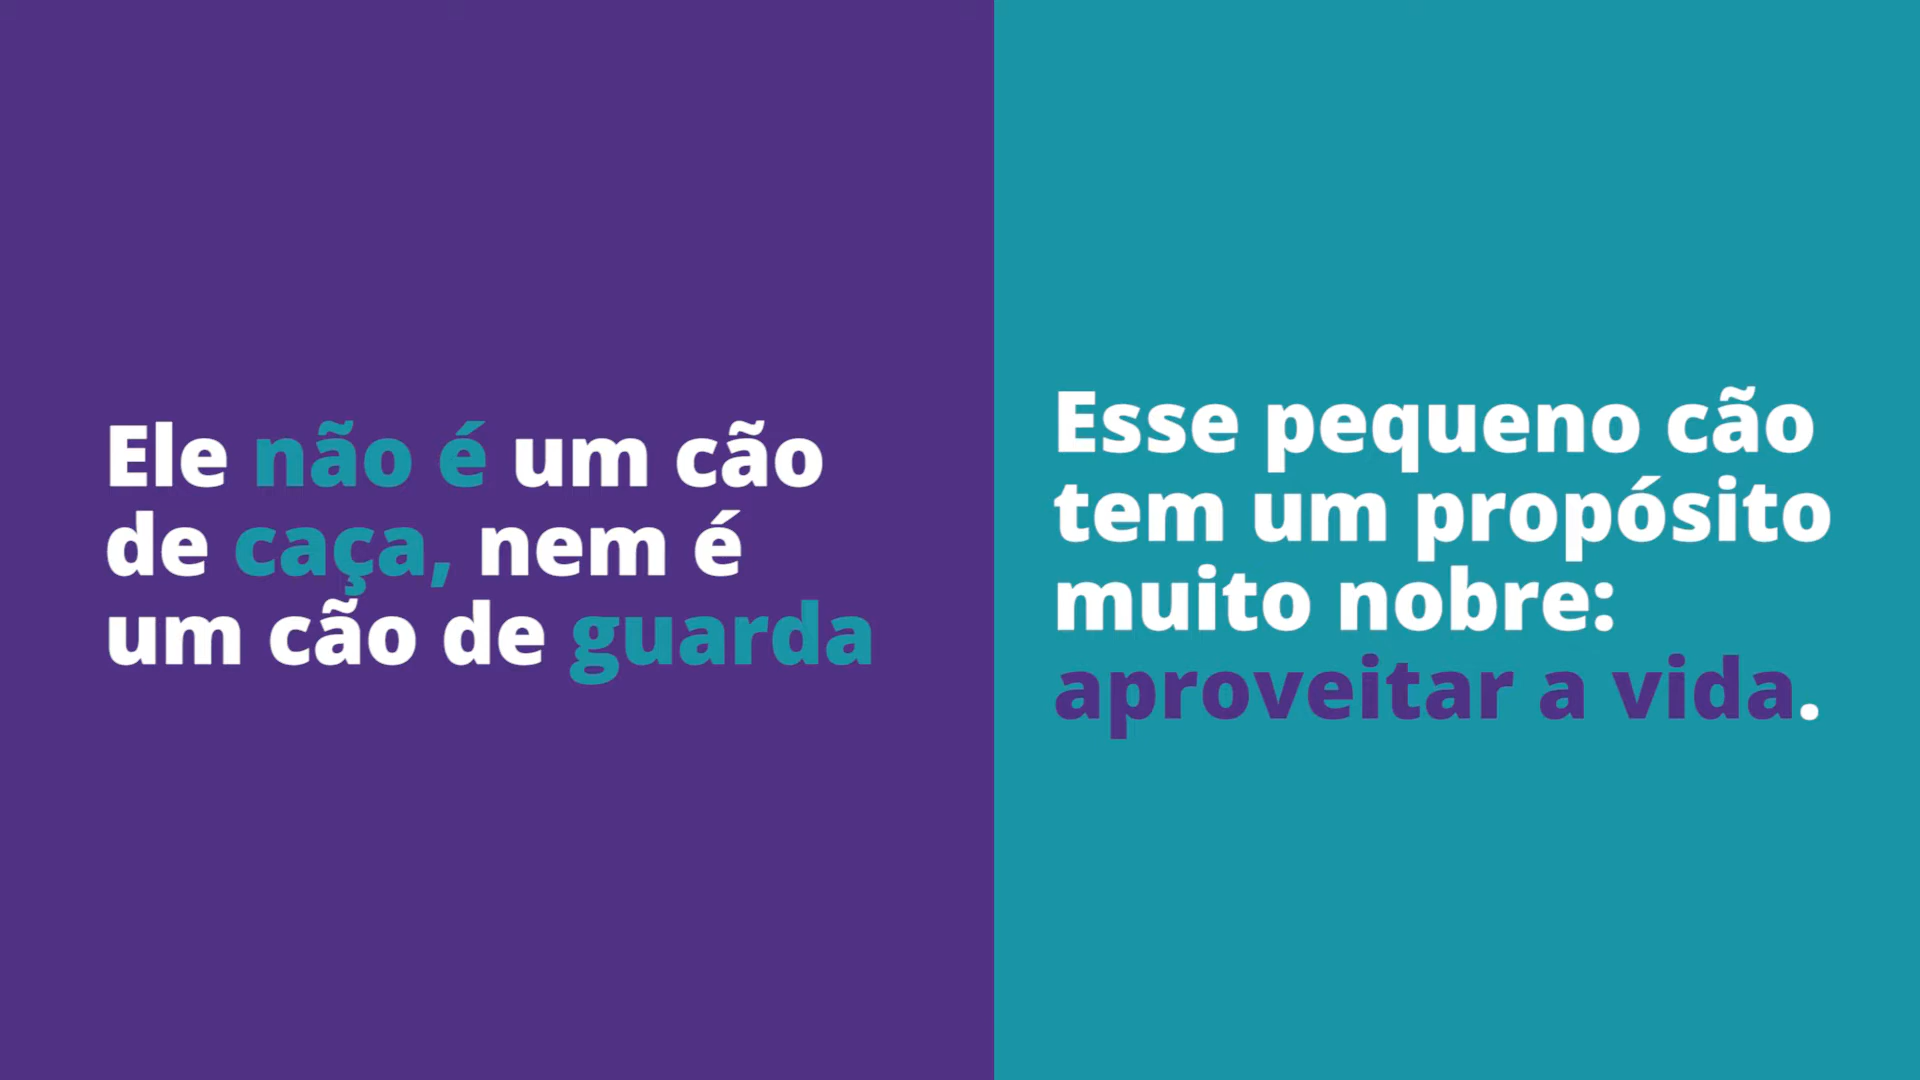 Ele não é um cão
de caça, nem é
um cão de guarda
Esse pequeno cão
tem um propósito
muito nobre:
aproveitar a vida.